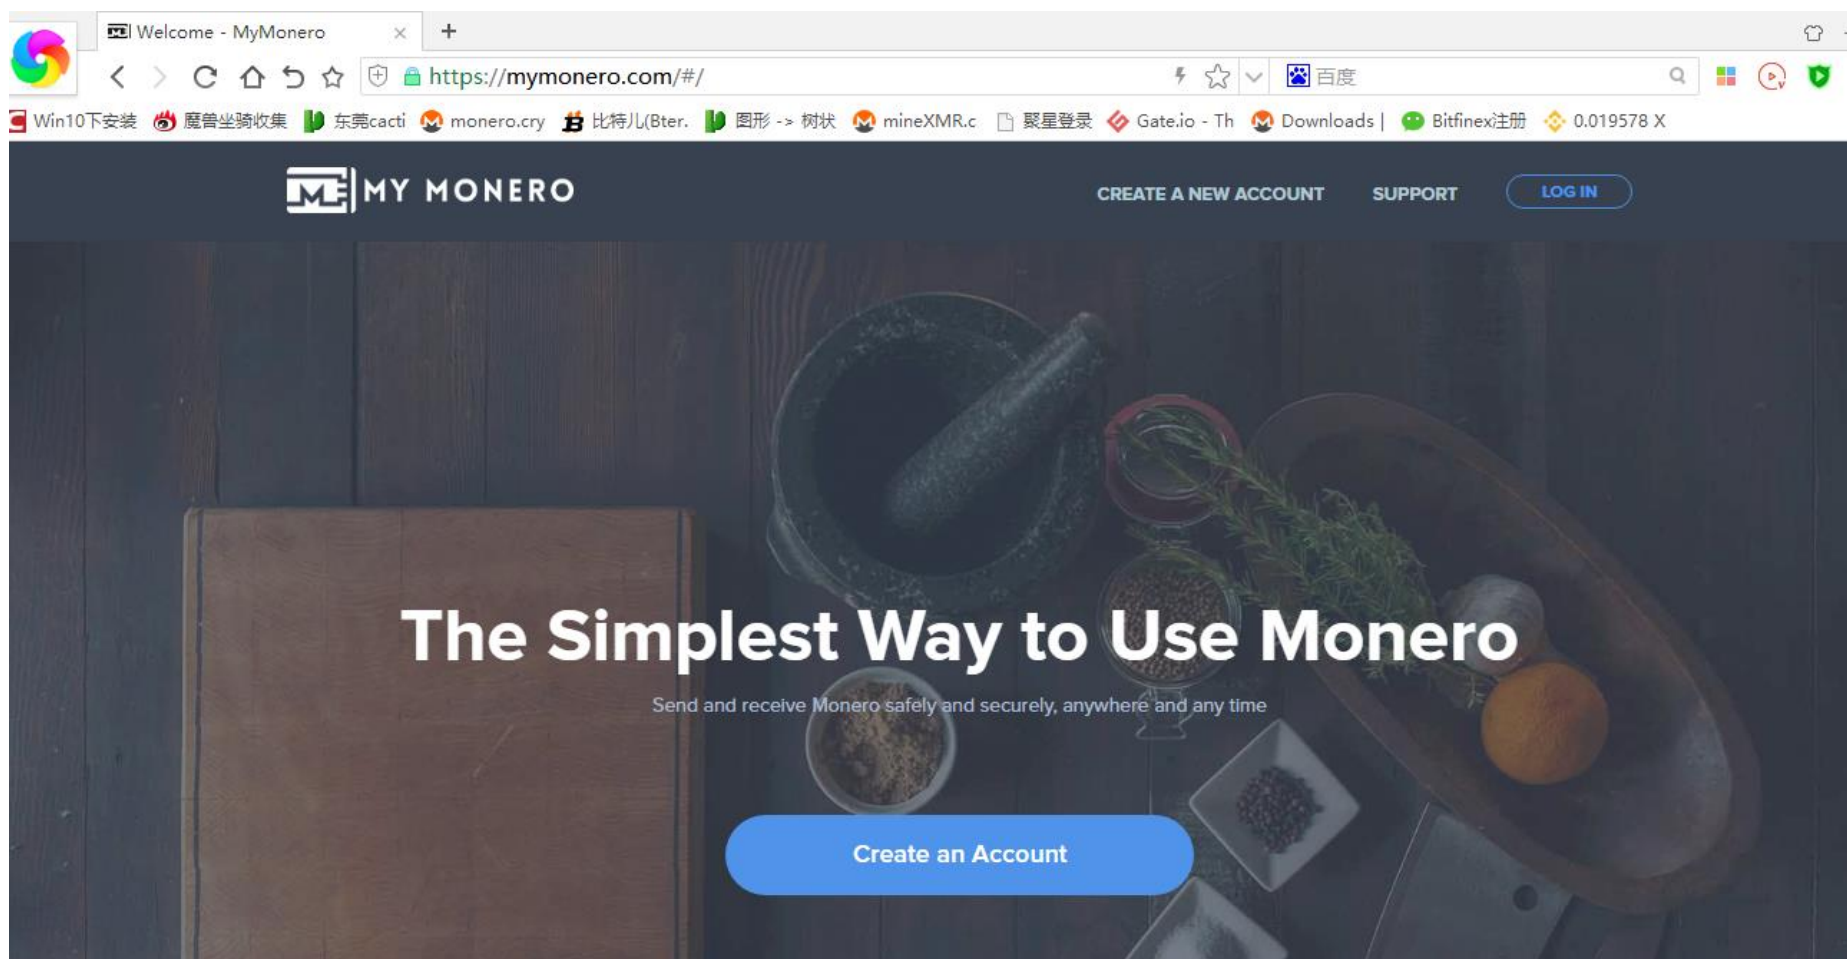 Welcome - MyMonero
https://mymonero.com/#/
百度
Win10下安装 魔兽坐骑收集 东莞cacti monero.cry 比特儿(Bter. 图形 -> 树状 mineXMR.c 聚星登录 Gate.io - Th Downloads | Bitfinex注册 0.019578 X
MY MONERO
CREATE A NEW ACCOUNT SUPPORT LOG IN
The Simplest Way to Use Monero
Send and receive Monero safely and securely, anywhere and any time
Create an Account